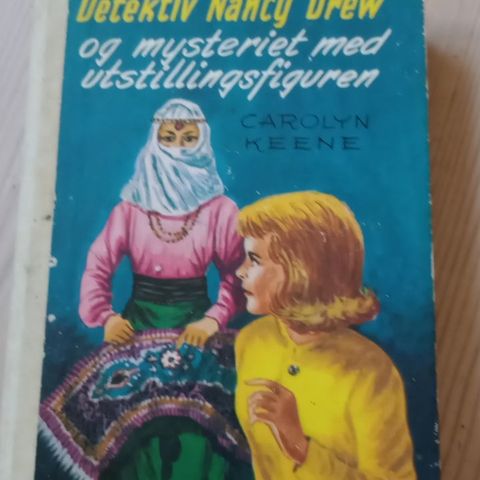 Detektiv Nancy Drew
og mysteriet med
utstillingsfiguren
CAROLYN
KEENE